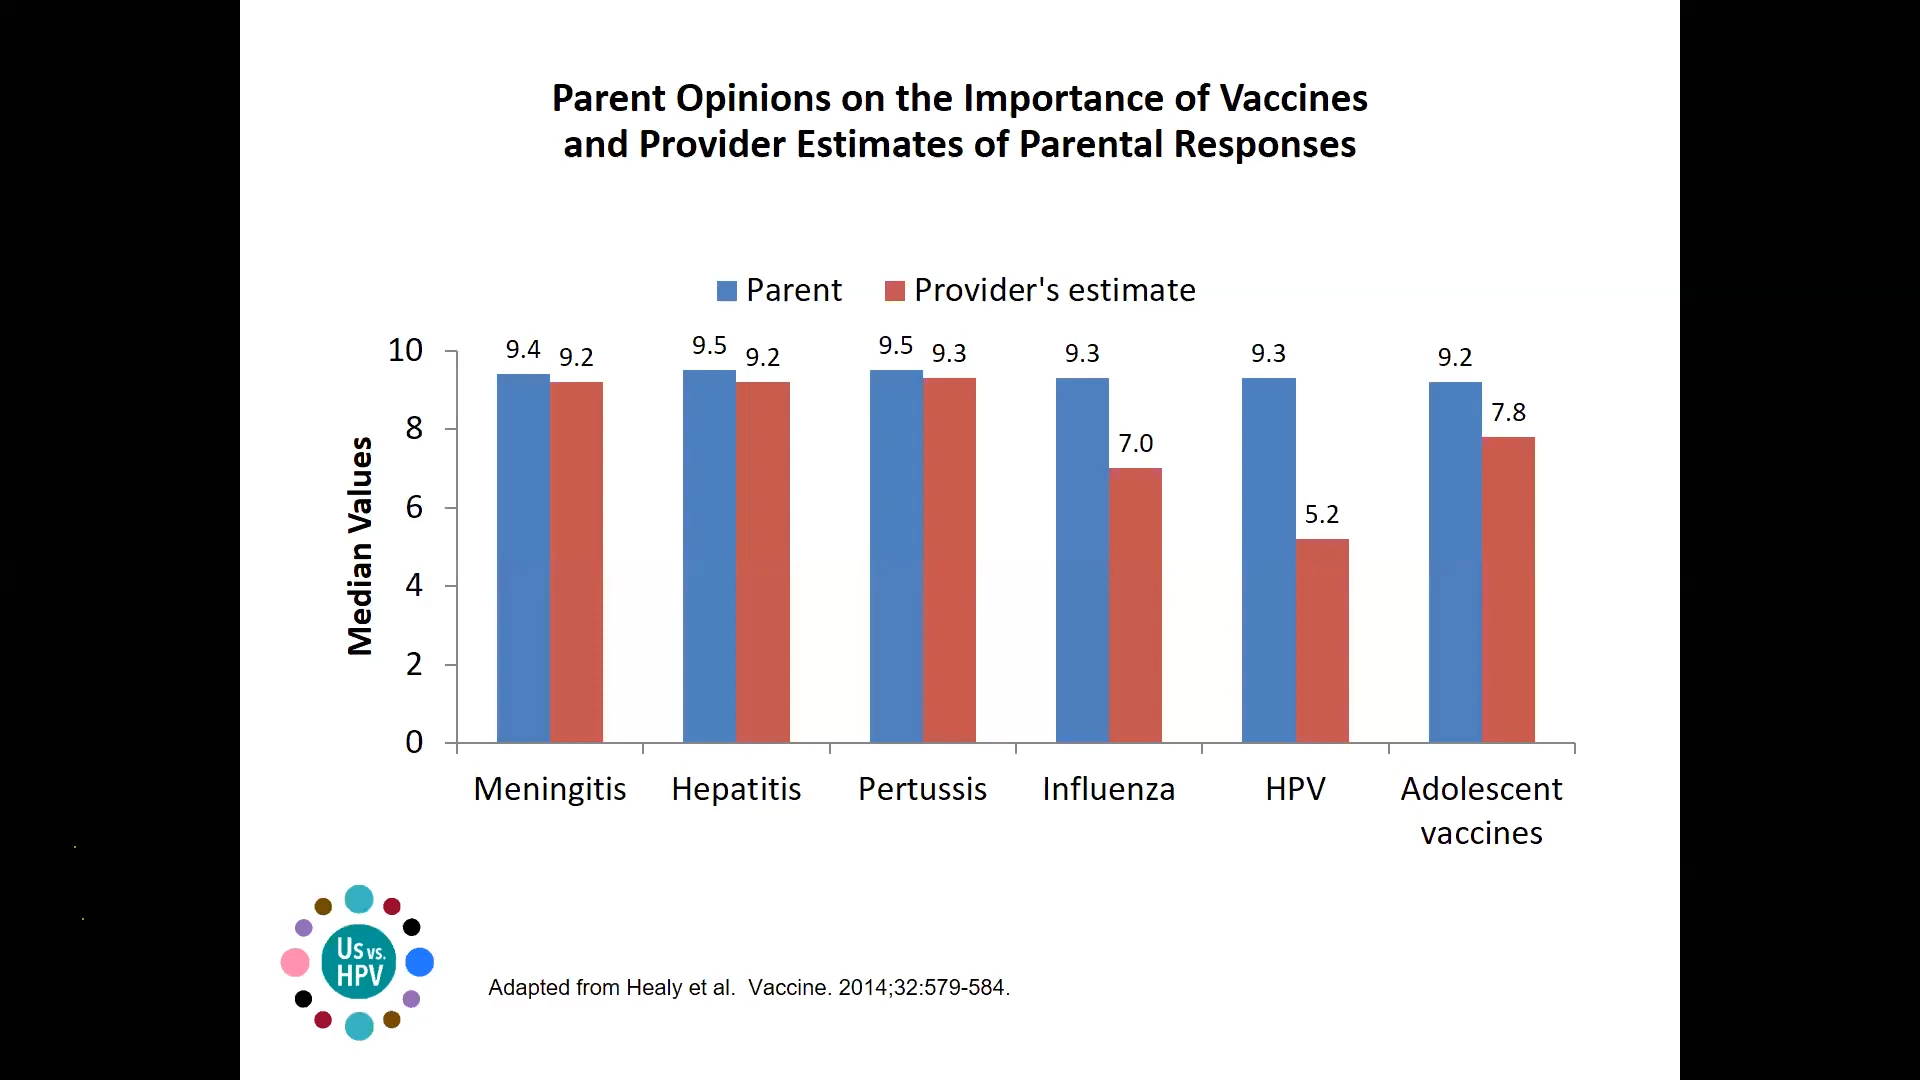 Parent Opinions on the Importance of Vaccines
and Provider Estimates of Parental Responses
Parent Provider's estimate
Median Values
10
8
6
4
2
0
9.4 9.2 9.5 9.2 9.5 9.3 9.3 7.0 9.3 5.2 9.2 7.8
Meningitis Hepatitis Pertussis Influenza HPV Adolescent
vaccines
Us vs.
HPV
Adapted from Healy et al. Vaccine. 2014;32:579-584.